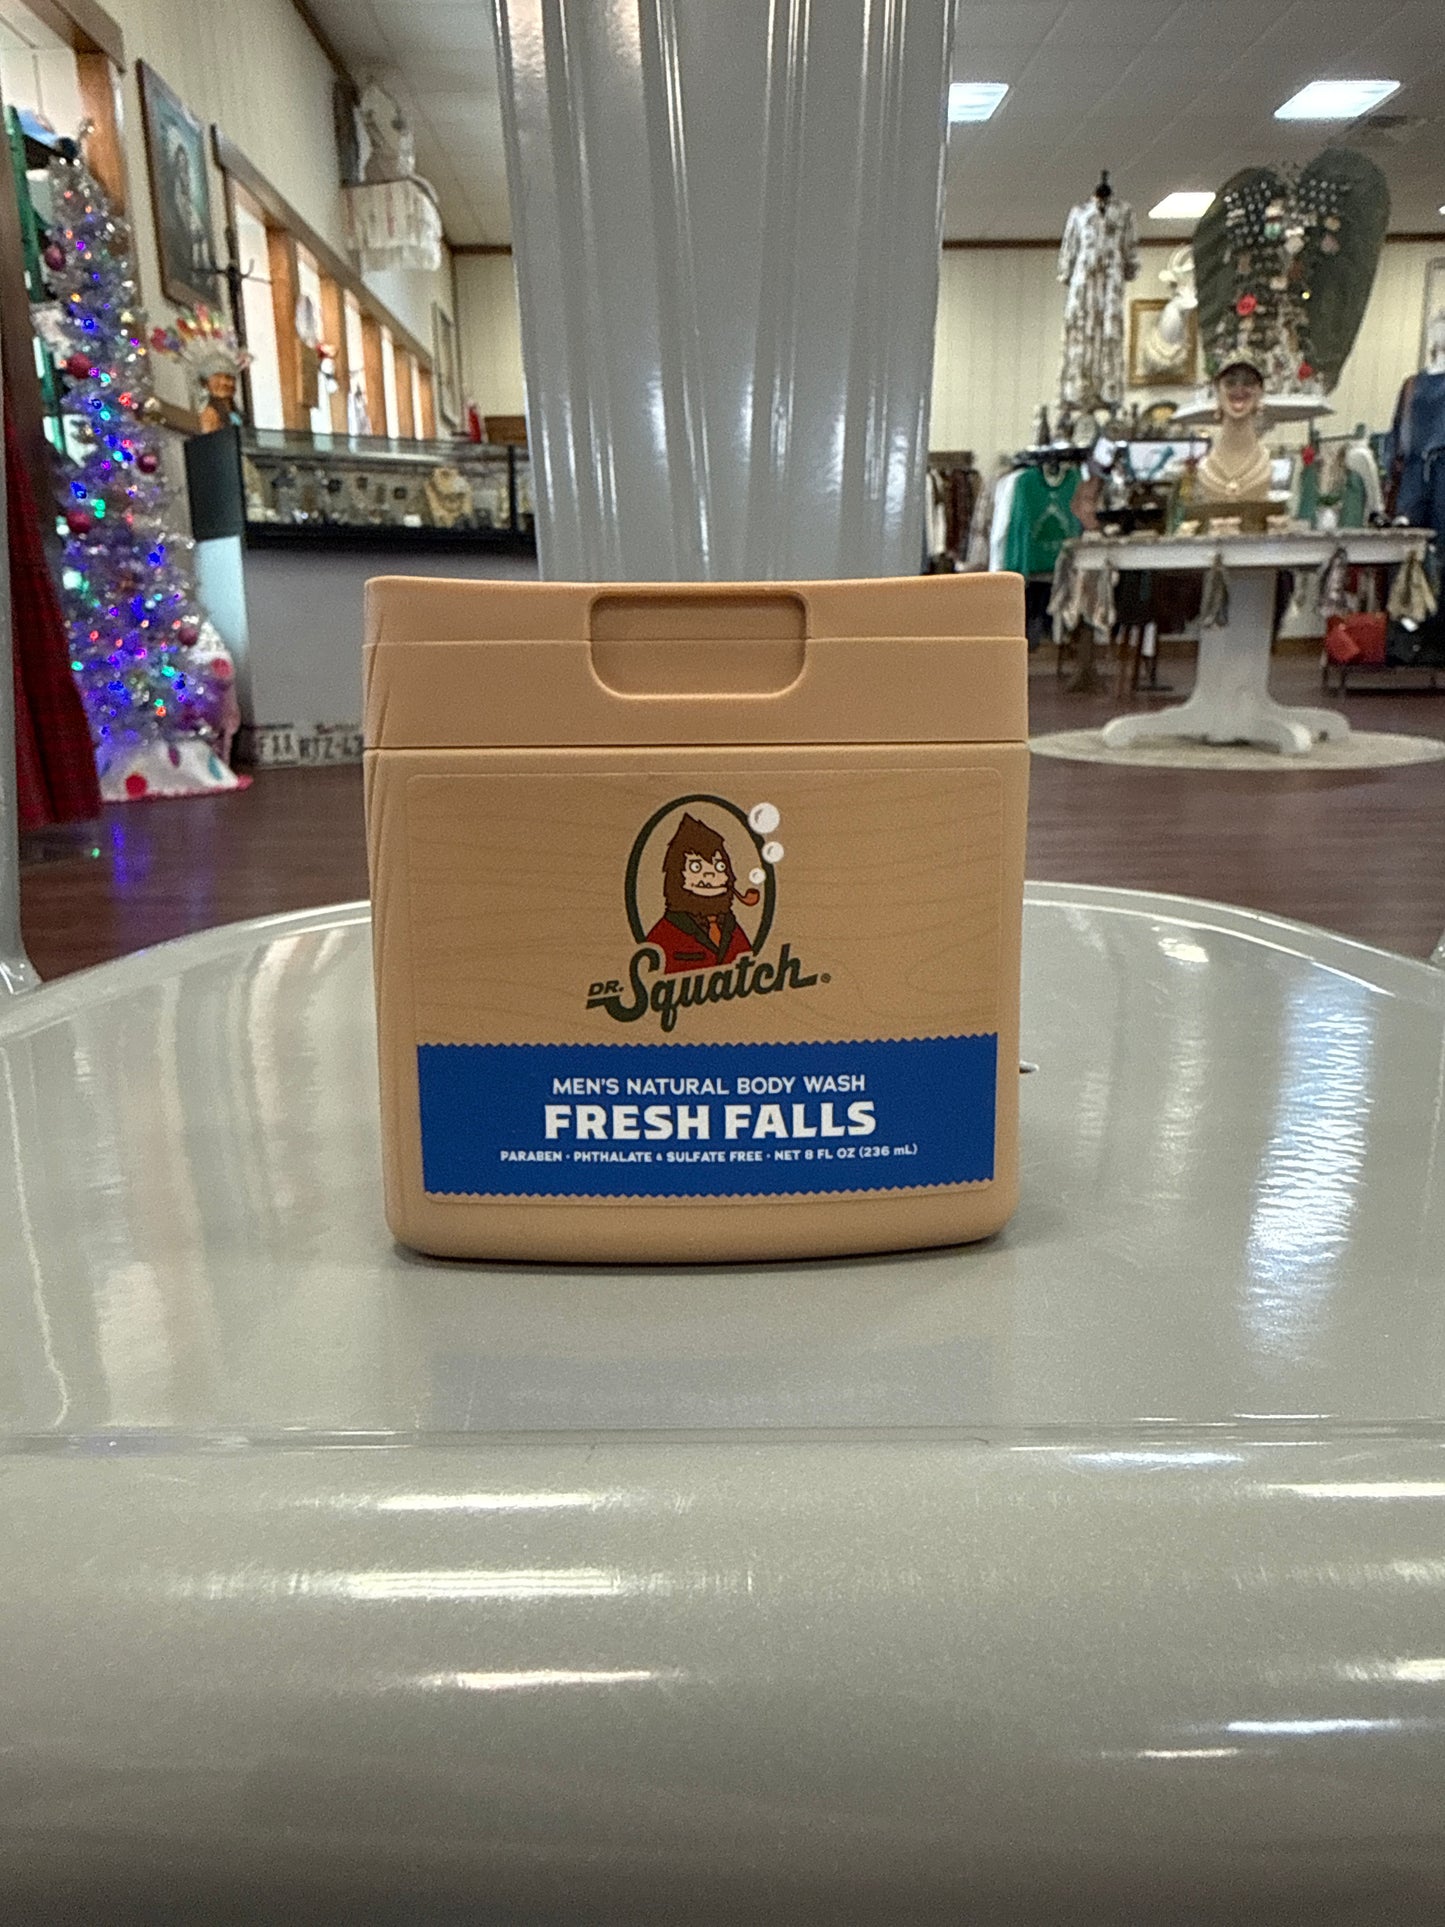 DR. Squatch®
MEN'S NATURAL BODY WASH
FRESH FALLS
PARABEN • PHTHALATE & SULFATE FREE • NET 8 FL OZ (236 mL)